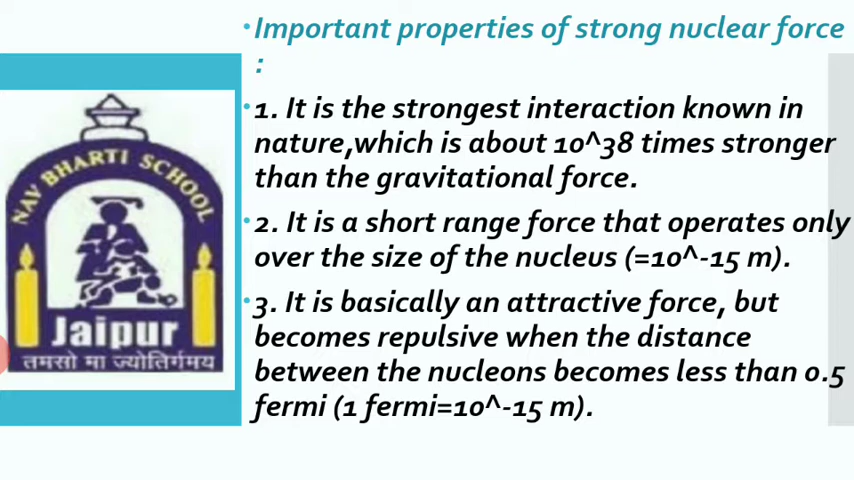 Important properties of strong nuclear force
:
1. It is the strongest interaction known in
nature,which is about 10^38 times stronger
than the gravitational force.
2. It is a short range force that operates only
over the size of the nucleus (=10^-15 m).
3. It is basically an attractive force, but
becomes repulsive when the distance
between the nucleons becomes less than 0.5
fermi (1 fermi=10^-15 m).
NAV BHARTI SCHOOL
Jaipur
तमसो मा ज्योतिर्गमय